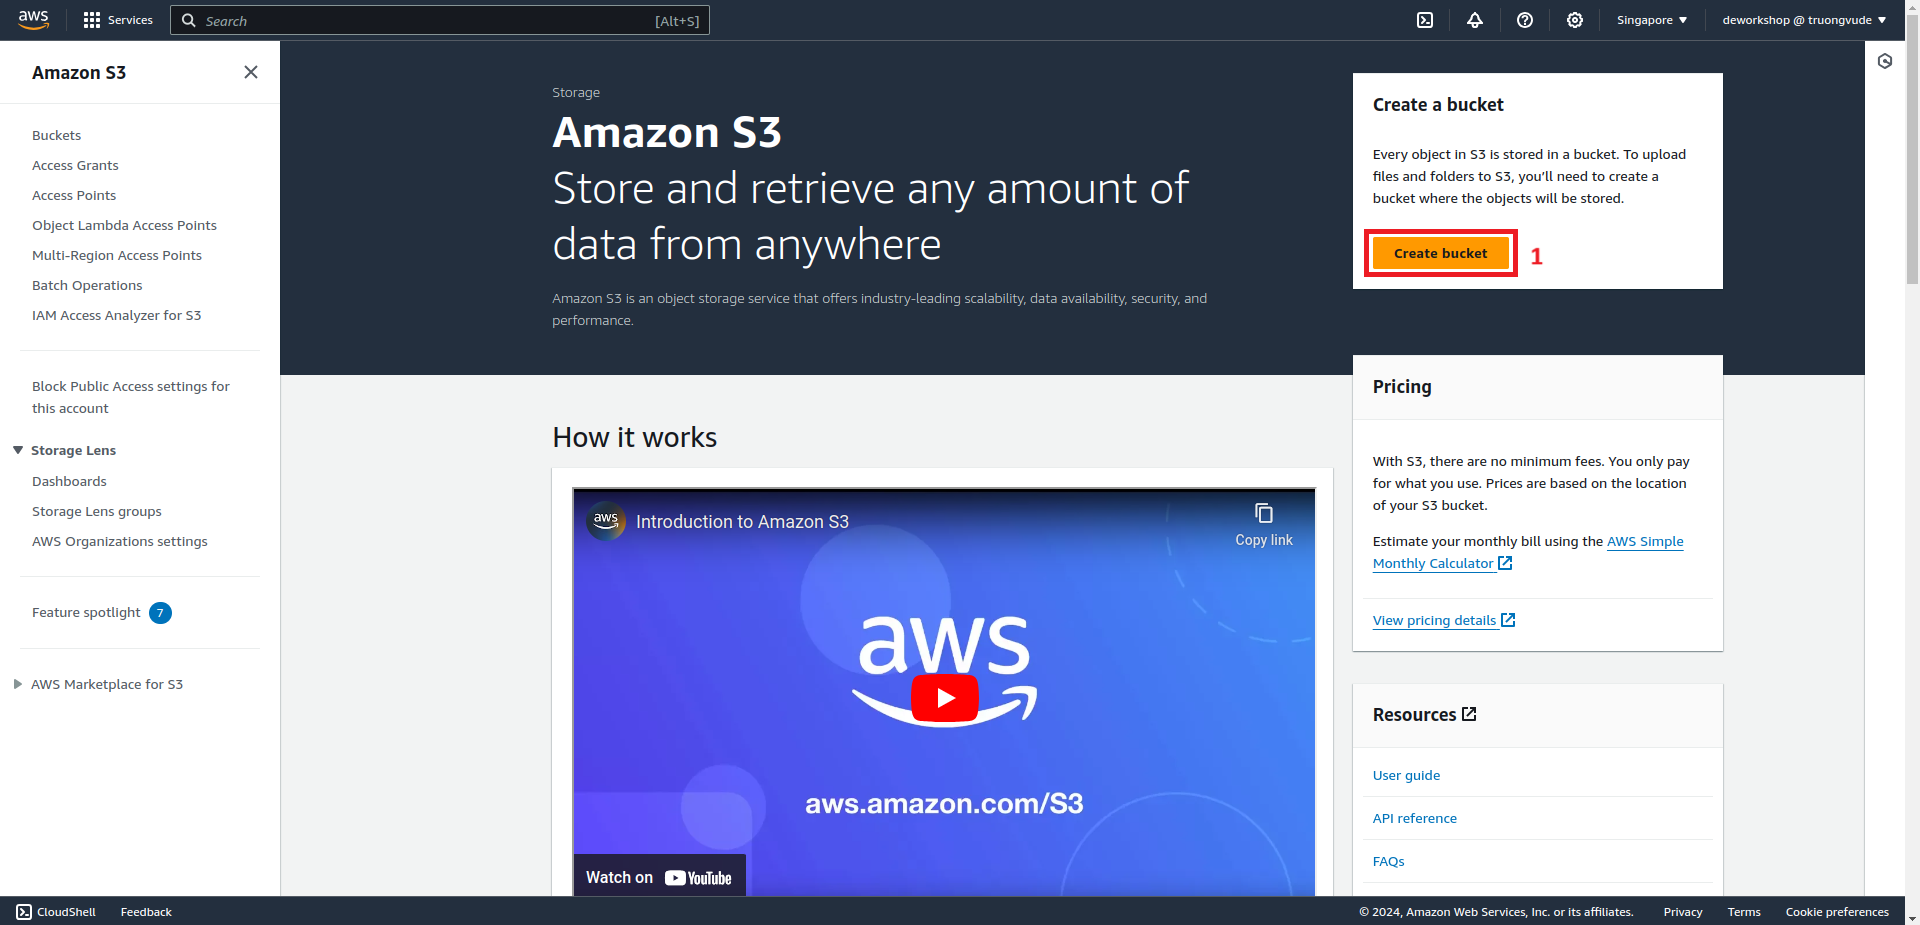 aws
Services
Search
[Alt+S]
Singapore
deworkshop @ truongvude
Amazon S3
Buckets
Access Grants
Access Points
Object Lambda Access Points
Multi-Region Access Points
Batch Operations
IAM Access Analyzer for S3
Block Public Access settings for
this account
Storage Lens
Dashboards
Storage Lens groups
AWS Organizations settings
Feature spotlight 7
AWS Marketplace for S3
Storage
Amazon S3
Store and retrieve any amount of
data from anywhere
Amazon S3 is an object storage service that offers industry-leading scalability, data availability, security, and
performance.
Create a bucket
Every object in S3 is stored in a bucket. To upload
files and folders to S3, you’ll need to create a
bucket where the objects will be stored.
Create bucket 1
How it works
aws
Introduction to Amazon S3
Copy link
aws
aws.amazon.com/S3
Watch on YouTube
Pricing
With S3, there are no minimum fees. You only pay
for what you use. Prices are based on the location
of your S3 bucket.
Estimate your monthly bill using the AWS Simple
Monthly Calculator
View pricing details
Resources
User guide
API reference
FAQs
CloudShell
Feedback
© 2024, Amazon Web Services, Inc. or its affiliates.
Privacy
Terms
Cookie preferences